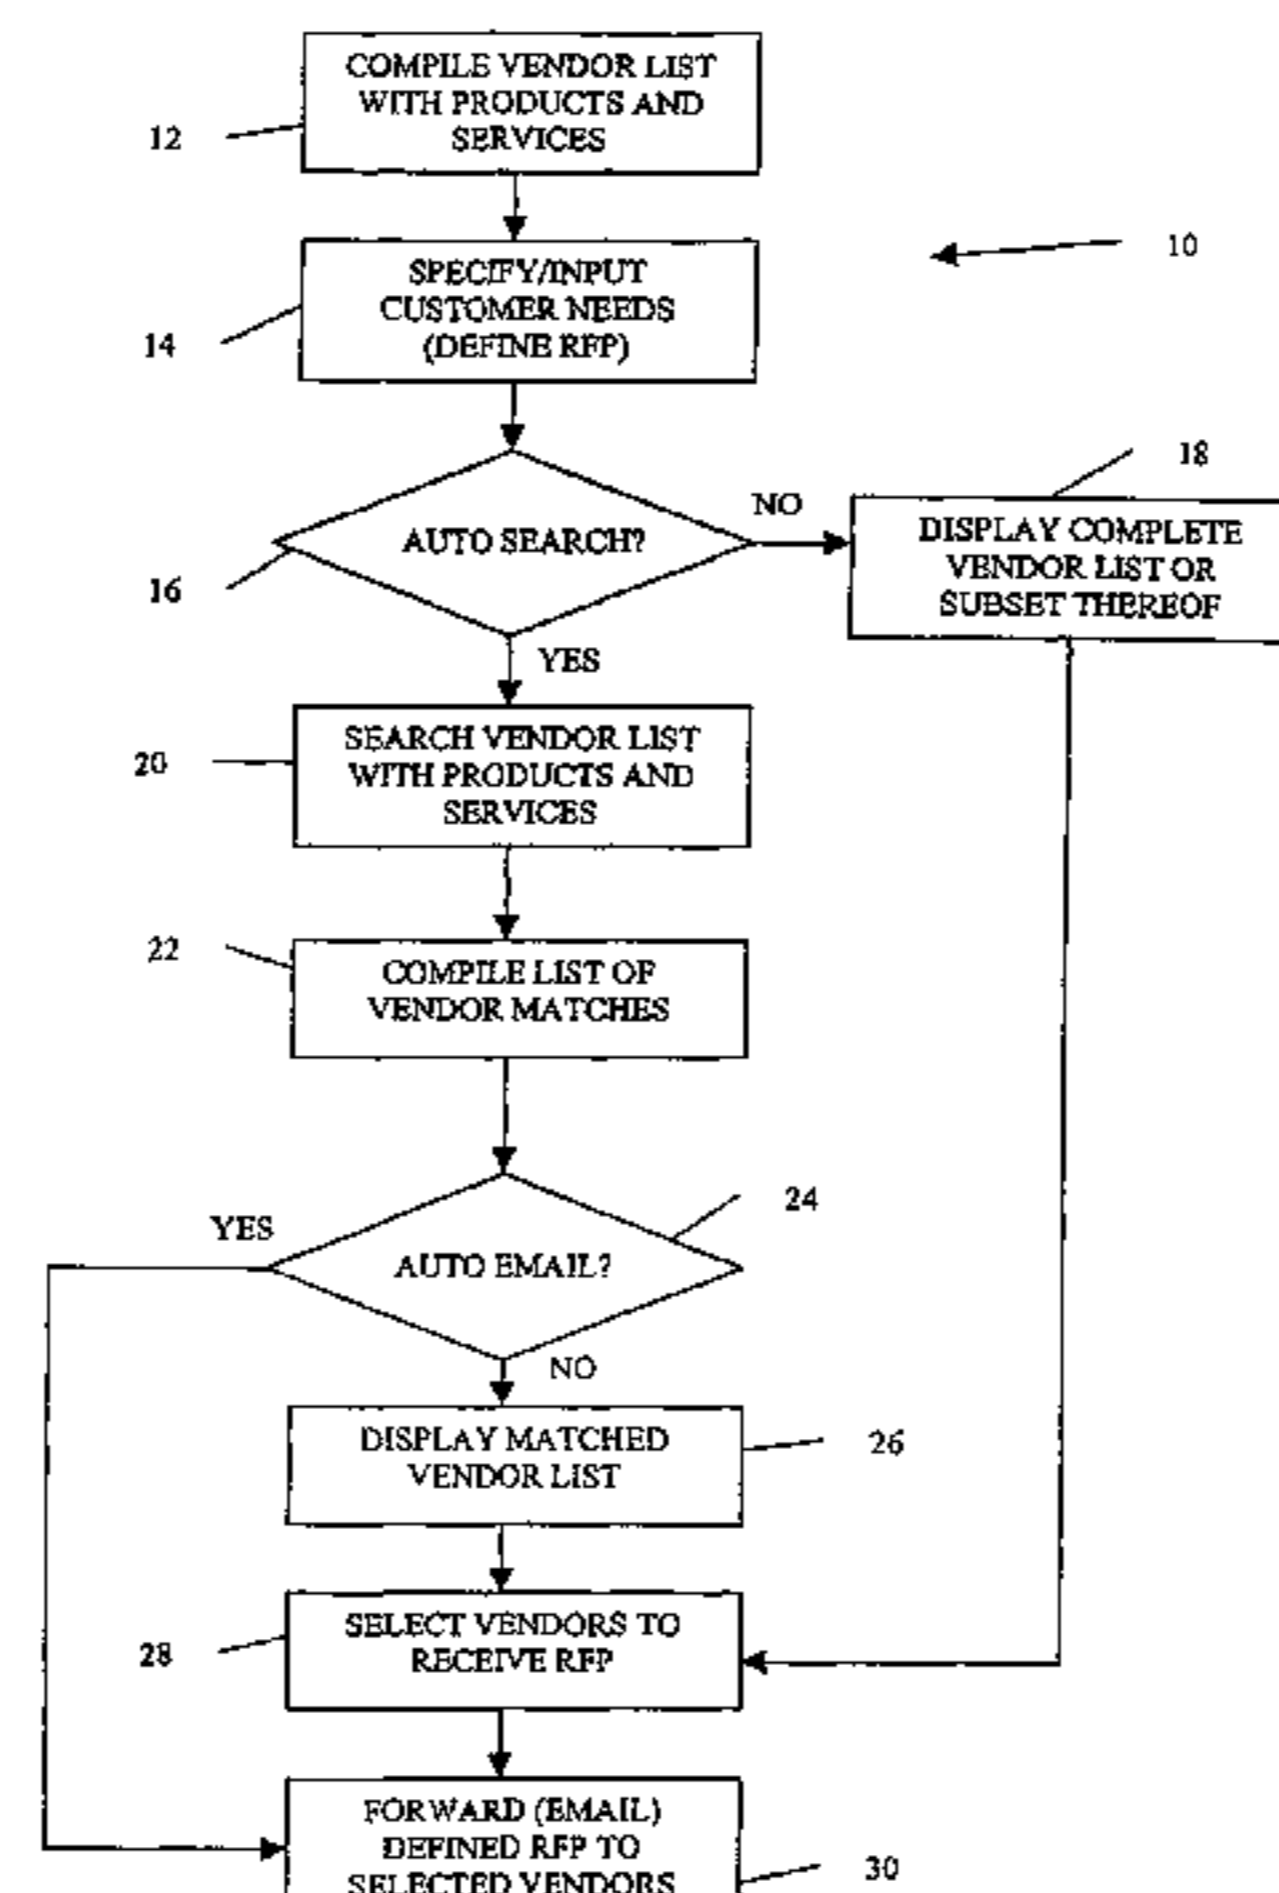 COMPILE VENDOR LIST
WITH PRODUCTS AND
SERVICES
12
10
SPECIFY/INPUT
CUSTOMER NEEDS
(DEFINE RFP)
14
18
NO
AUTO SEARCH?
DISPLAY COMPLETE
VENDOR LIST OR
SUBSET THEREOF
16
YES
SEARCH VENDOR LIST
WITH PRODUCTS AND
SERVICES
20
22
COMPILE LIST OF
VENDOR MATCHES
24
YES
AUTO EMAIL?
NO
DISPLAY MATCHED
VENDOR LIST
26
SELECT VENDORS TO
RECEIVE RFP
28
FORWARD (EMAIL)
DEFINED RFP TO
SELECTED VENDORS
30